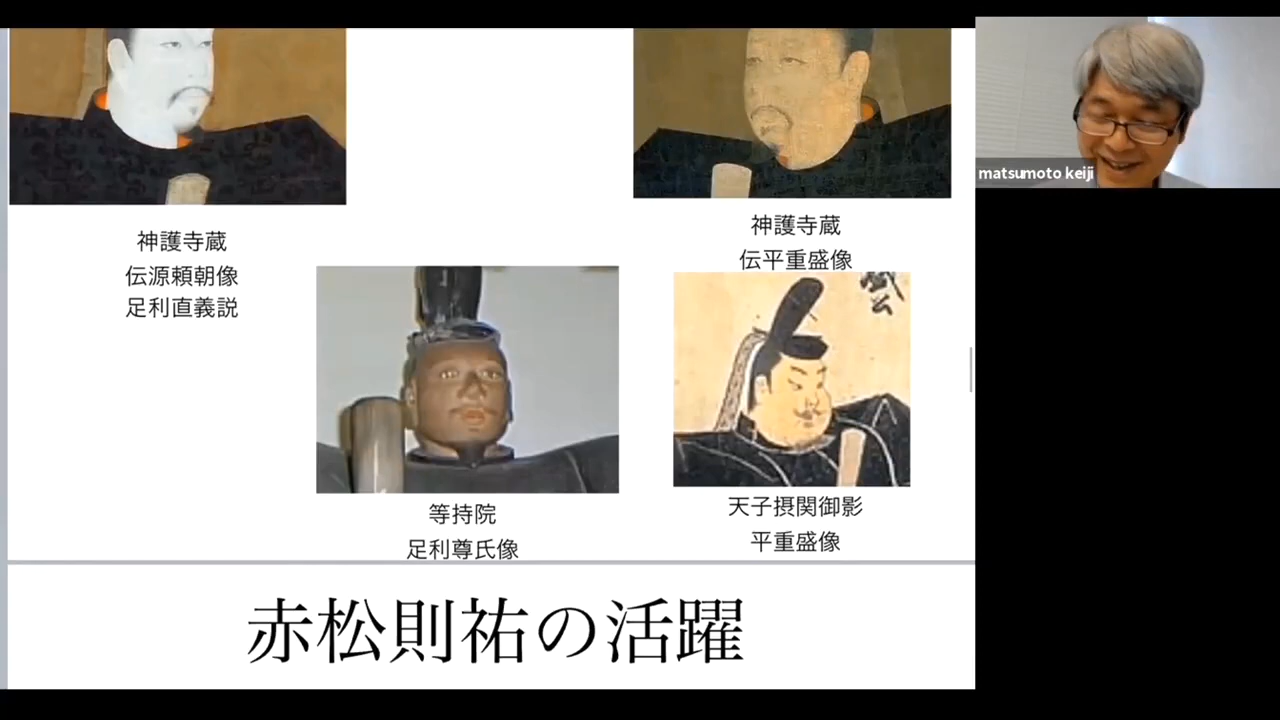 神護寺蔵
伝源頼朝像
足利直義説
神護寺蔵
伝平重盛像
等持院
足利尊氏像
天子摂関御影
平重盛像
赤松則祐の活躍
matsumoto keiji